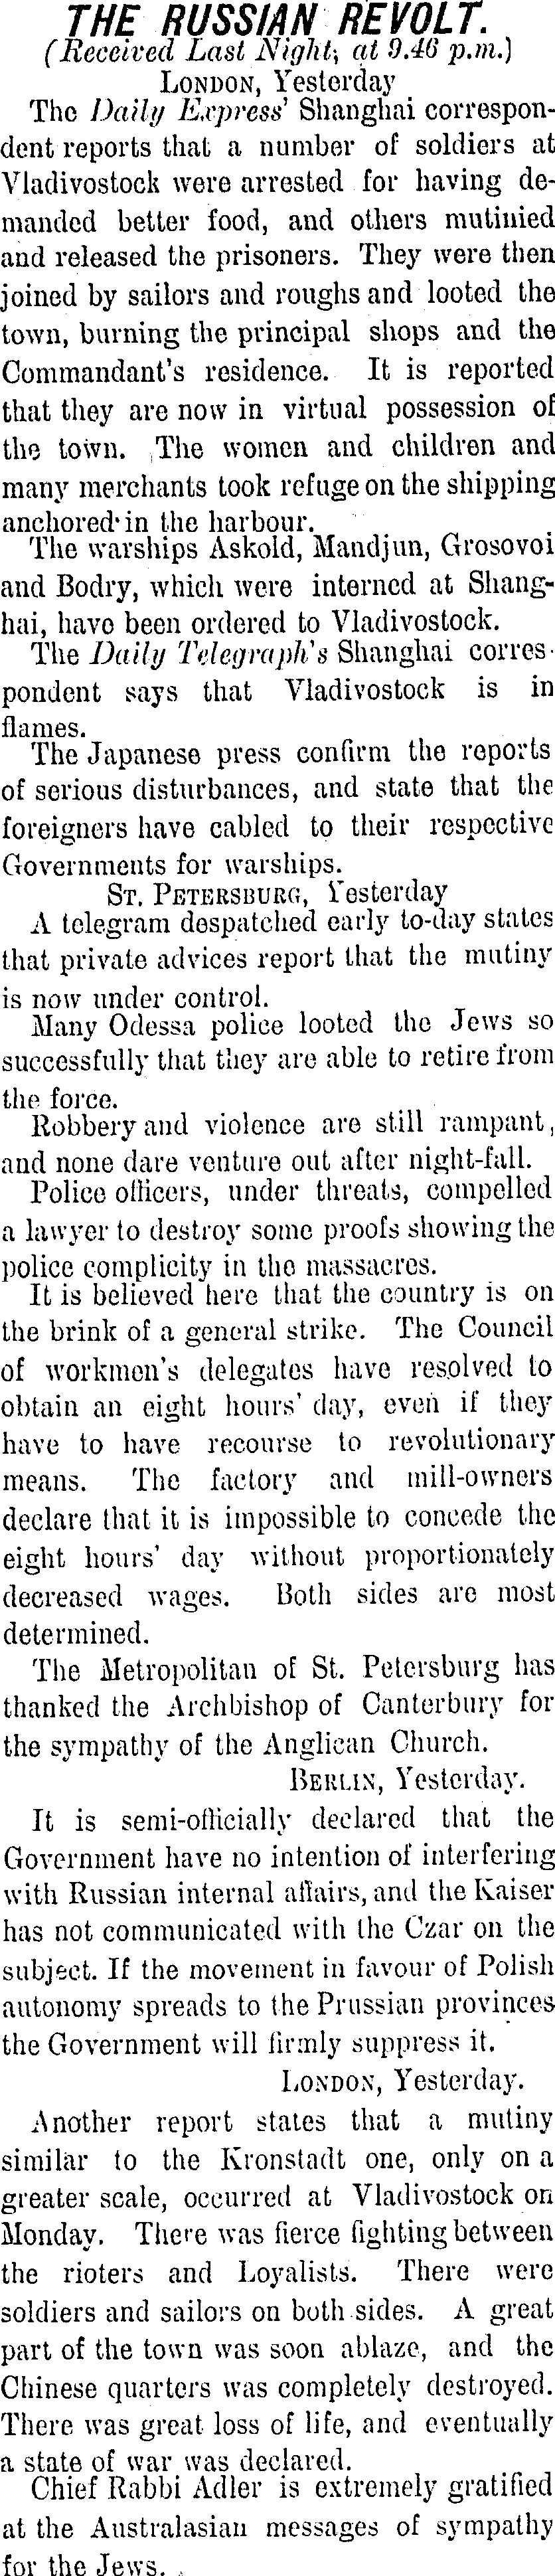 THE RUSSIAN REVOLT.
(Received Last Night, at 9.46 p.m.)
LONDON, Yesterday
The Daily Express' Shanghai correspon-
dent reports that a number of soldiers at
Vladivostock were arrested for having de-
manded better food, and others mutinied
and released the prisoners. They were then
joined by sailors and roughs and looted the
town, burning the principal shops and the
Commandant's residence. It is reported
that they are now in virtual possession of
the town. The women and children and
many merchants took refuge on the shipping
anchored in the harbour.
The warships Askold, Mandjun, Grosovoi
and Bodry, which were interned at Shang-
hai, have been ordered to Vladivostock.
The Daily Telegraph's Shanghai corres-
pondent says that Vladivostock is in
flames.
The Japanese press confirm the reports
of serious disturbances, and state that the
foreigners have cabled to their respective
Governments for warships.
ST. PETERSBURG, Yesterday
A telegram despatched early to-day states
that private advices report that the mutiny
is now under control.
Many Odessa police looted the Jews so
successfully that they are able to retire from
the force.
Robbery and violence are still rampant,
and none dare venture out after night-fall.
Police officers, under threats, compelled
a lawyer to destroy some proofs showing the
police complicity in the massacres.
It is believed here that the country is on
the brink of a general strike. The Council
of workmen's delegates have resolved to
obtain an eight hours' day, even if they
have to have recourse to revolutionary
means. The factory and mill-owners
declare that it is impossible to concede the
eight hours' day without proportionately
decreased wages. Both sides are most
determined.
The Metropolitan of St. Petersburg has
thanked the Archbishop of Canterbury for
the sympathy of the Anglican Church.
BERLIN, Yesterday.
It is semi-officially declared that the
Government have no intention of interfering
with Russian internal affairs, and the Kaiser
has not communicated with the Czar on the
subject. If the movement in favour of Polish
autonomy spreads to the Prussian provinces
the Government will firmly suppress it.
LONDON, Yesterday.
Another report states that a mutiny
similar to the Kronstadt one, only on a
greater scale, occurred at Vladivostock on
Monday. There was fierce fighting between
the rioters and Loyalists. There were
soldiers and sailors on both sides. A great
part of the town was soon ablaze, and the
Chinese quarters was completely destroyed.
There was great loss of life, and eventually
a state of war was declared.
Chief Rabbi Adler is extremely gratified
at the Australasian messages of sympathy
for the Jews.